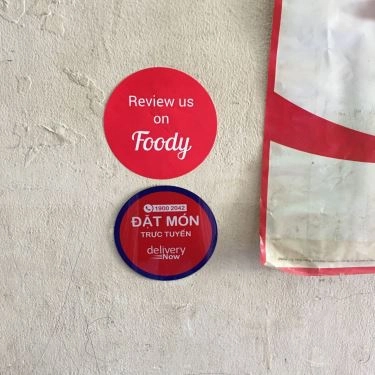 Review us
on
Foody
1900 2042
ĐẶT MÓN
TRỰC TUYẾN
delivery
Now